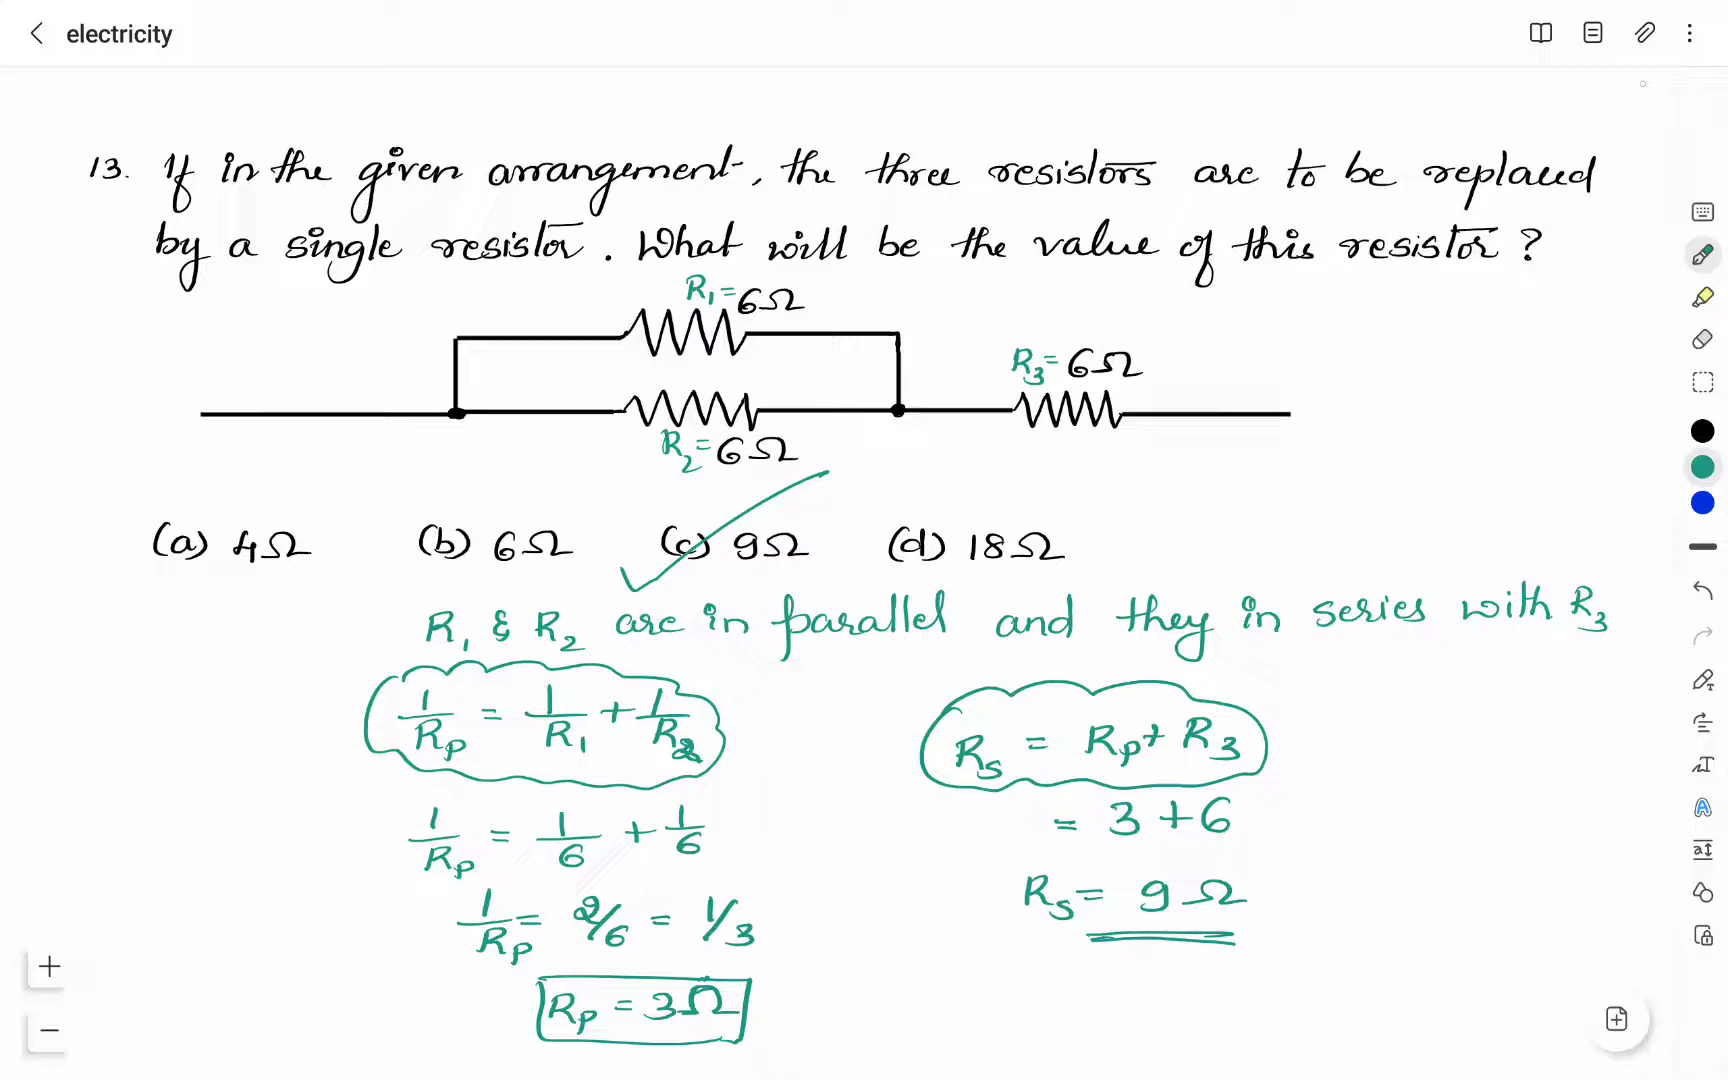 electricity
13. If in the given arrangement, the three resistors are to be replaced
by a single resistor. What will be the value of this resistor ?
R1= 6Ω
R3= 6Ω
R2= 6Ω
(a) 4Ω (b) 6Ω (c) 9Ω (d) 18Ω
R1 & R2 are in parallel and they in series with R3
1/Rp = 1/R1 + 1/R2
Rs = Rp + R3
1/Rp = 1/6 + 1/6
= 3 + 6
1/Rp = 2/6 = 1/3
Rs = 9Ω
Rp = 3Ω